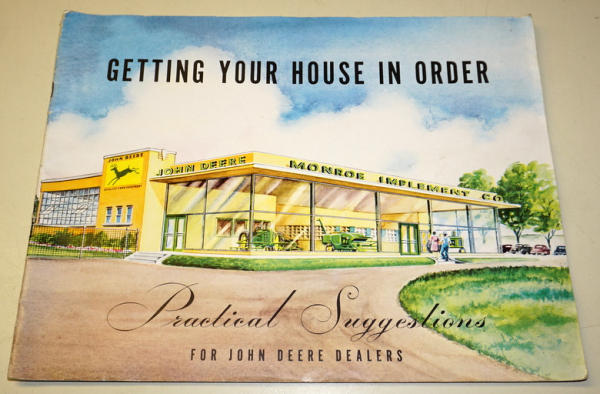 GETTING YOUR HOUSE IN ORDER
JOHN DEERE
JOHN DEERE
MONROE IMPLEMENT CO.
Practical Suggestions
FOR JOHN DEERE DEALERS